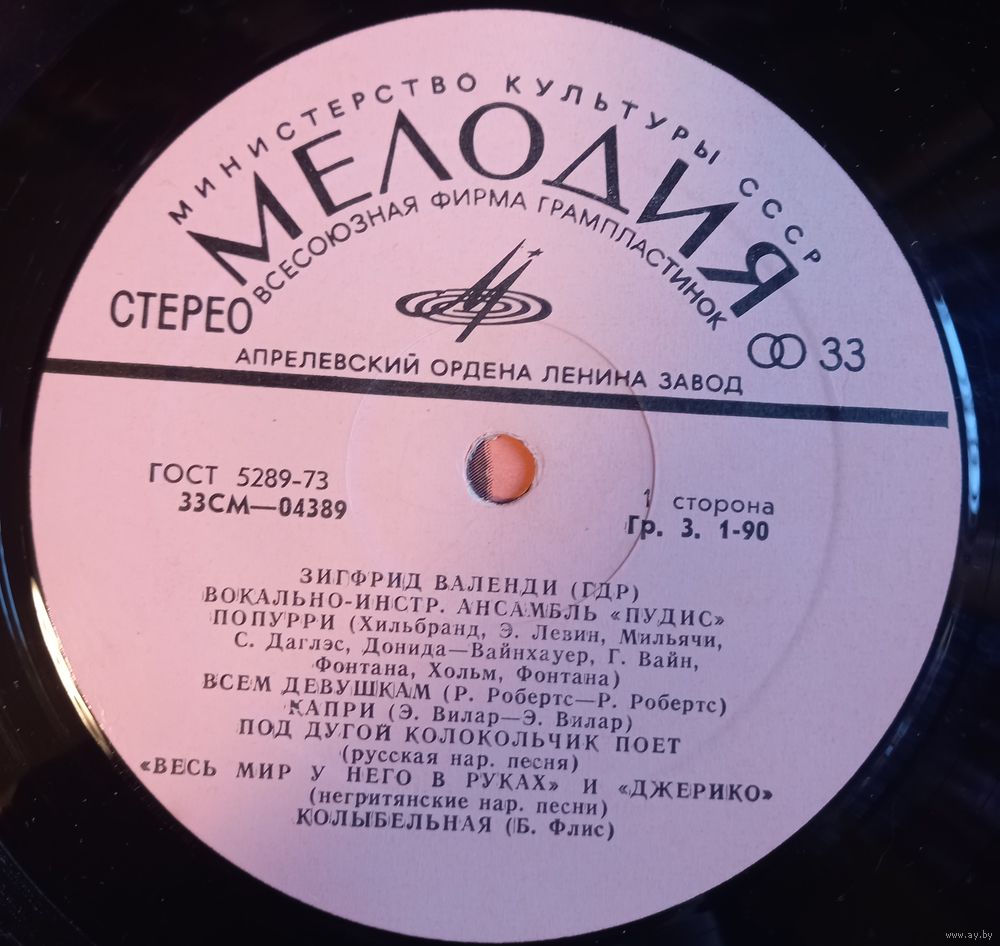 МИНИСТЕРСТВО КУЛЬТУРЫ СССР
МЕЛОДИЯ
ВСЕСОЮЗНАЯ ФИРМА ГРАМПЛАСТИНОК
СТЕРЕО
33
АПРЕЛЕВСКИЙ ОРДЕНА ЛЕНИНА ЗАВОД
ГОСТ 5289-73
33СМ—04389
1 сторона
Гр. 3. 1-90
ЗИГФРИД ВАЛЕНДИ (ГДР)
ВОКАЛЬНО-ИНСТР. АНСАМБЛЬ «ПУДИС»
ПОПУРРИ (Хильбранд, Э. Левин, Мильячи,
С. Даглэс, Донида—Вайнхауер, Г. Вайн,
Фонтана, Хольм, Фонтана)
ВСЕМ ДЕВУШКАМ (Р. Робертс—Р. Робертс)
КАПРИ (Э. Вилар—Э. Вилар)
ПОД ДУГОЙ КОЛОКОЛЬЧИК ПОЕТ
(русская нар. песня)
«ВЕСЬ МИР У НЕГО В РУКАХ» И «ДЖЕРИКО»
(негритянские нар. песни)
КОЛЫБЕЛЬНАЯ (Б. Флис)
www.ay.by